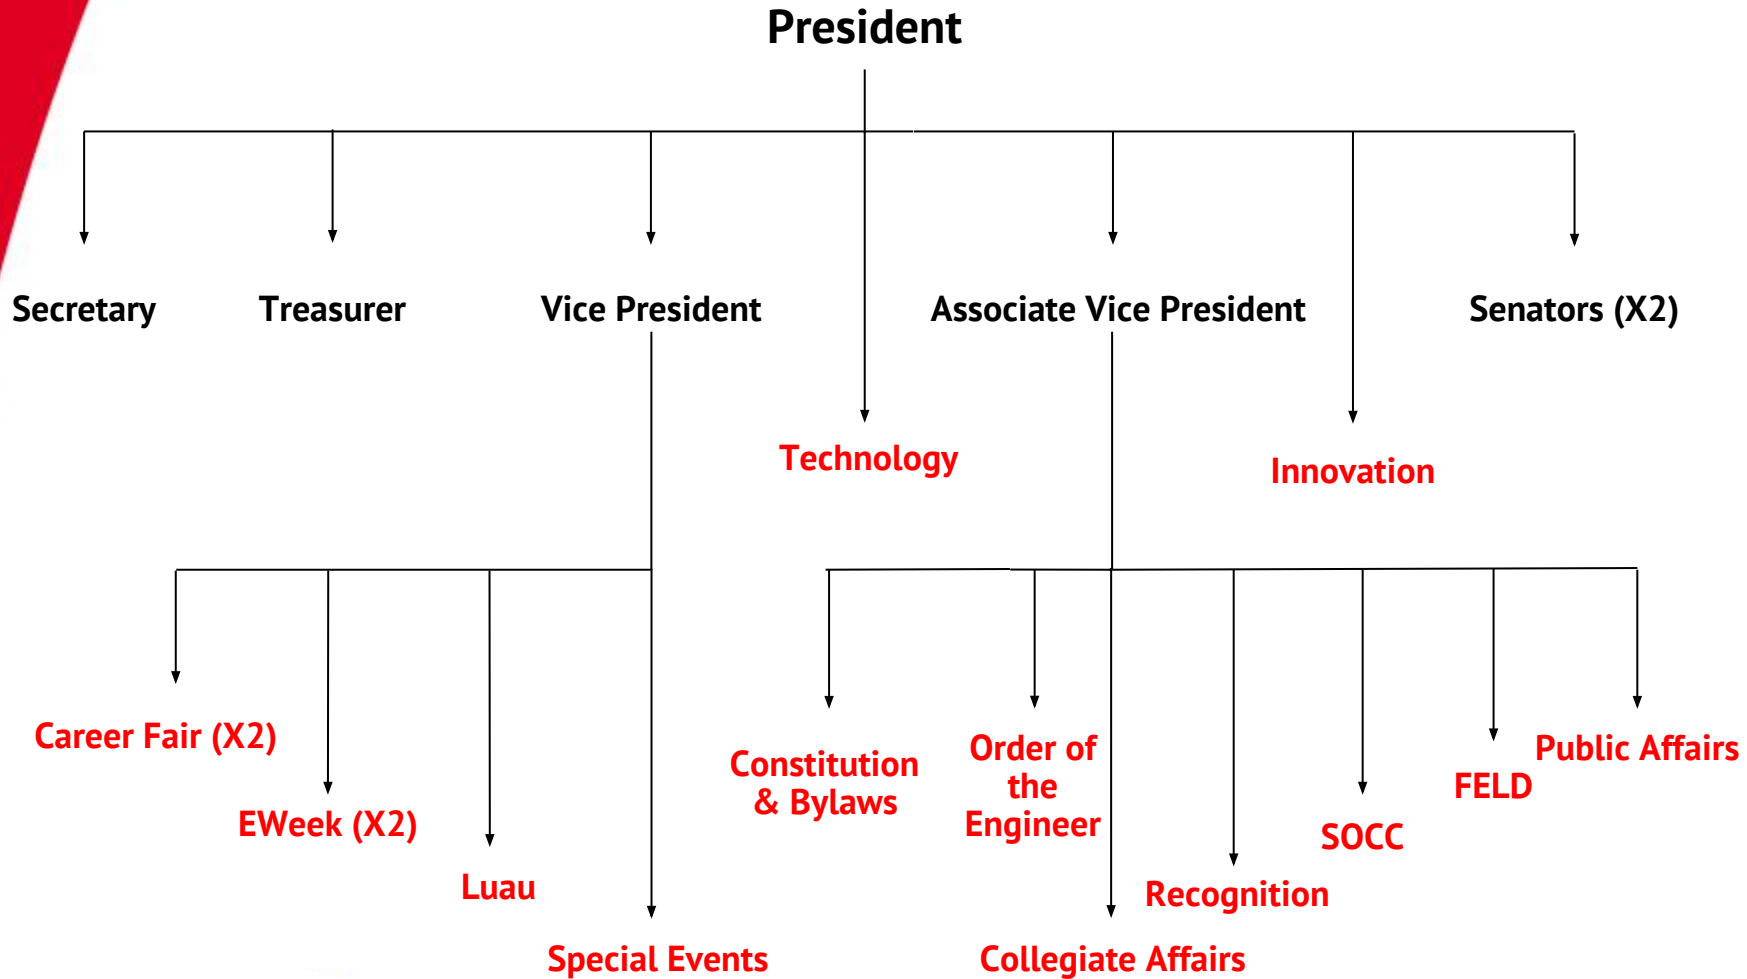 President
Secretary
Treasurer
Vice President
Associate Vice President
Senators (X2)
Technology
Innovation
Career Fair (X2)
EWeek (X2)
Luau
Special Events
Constitution
& Bylaws
Order of
the
Engineer
Collegiate Affairs
Recognition
SOCC
FELD
Public Affairs